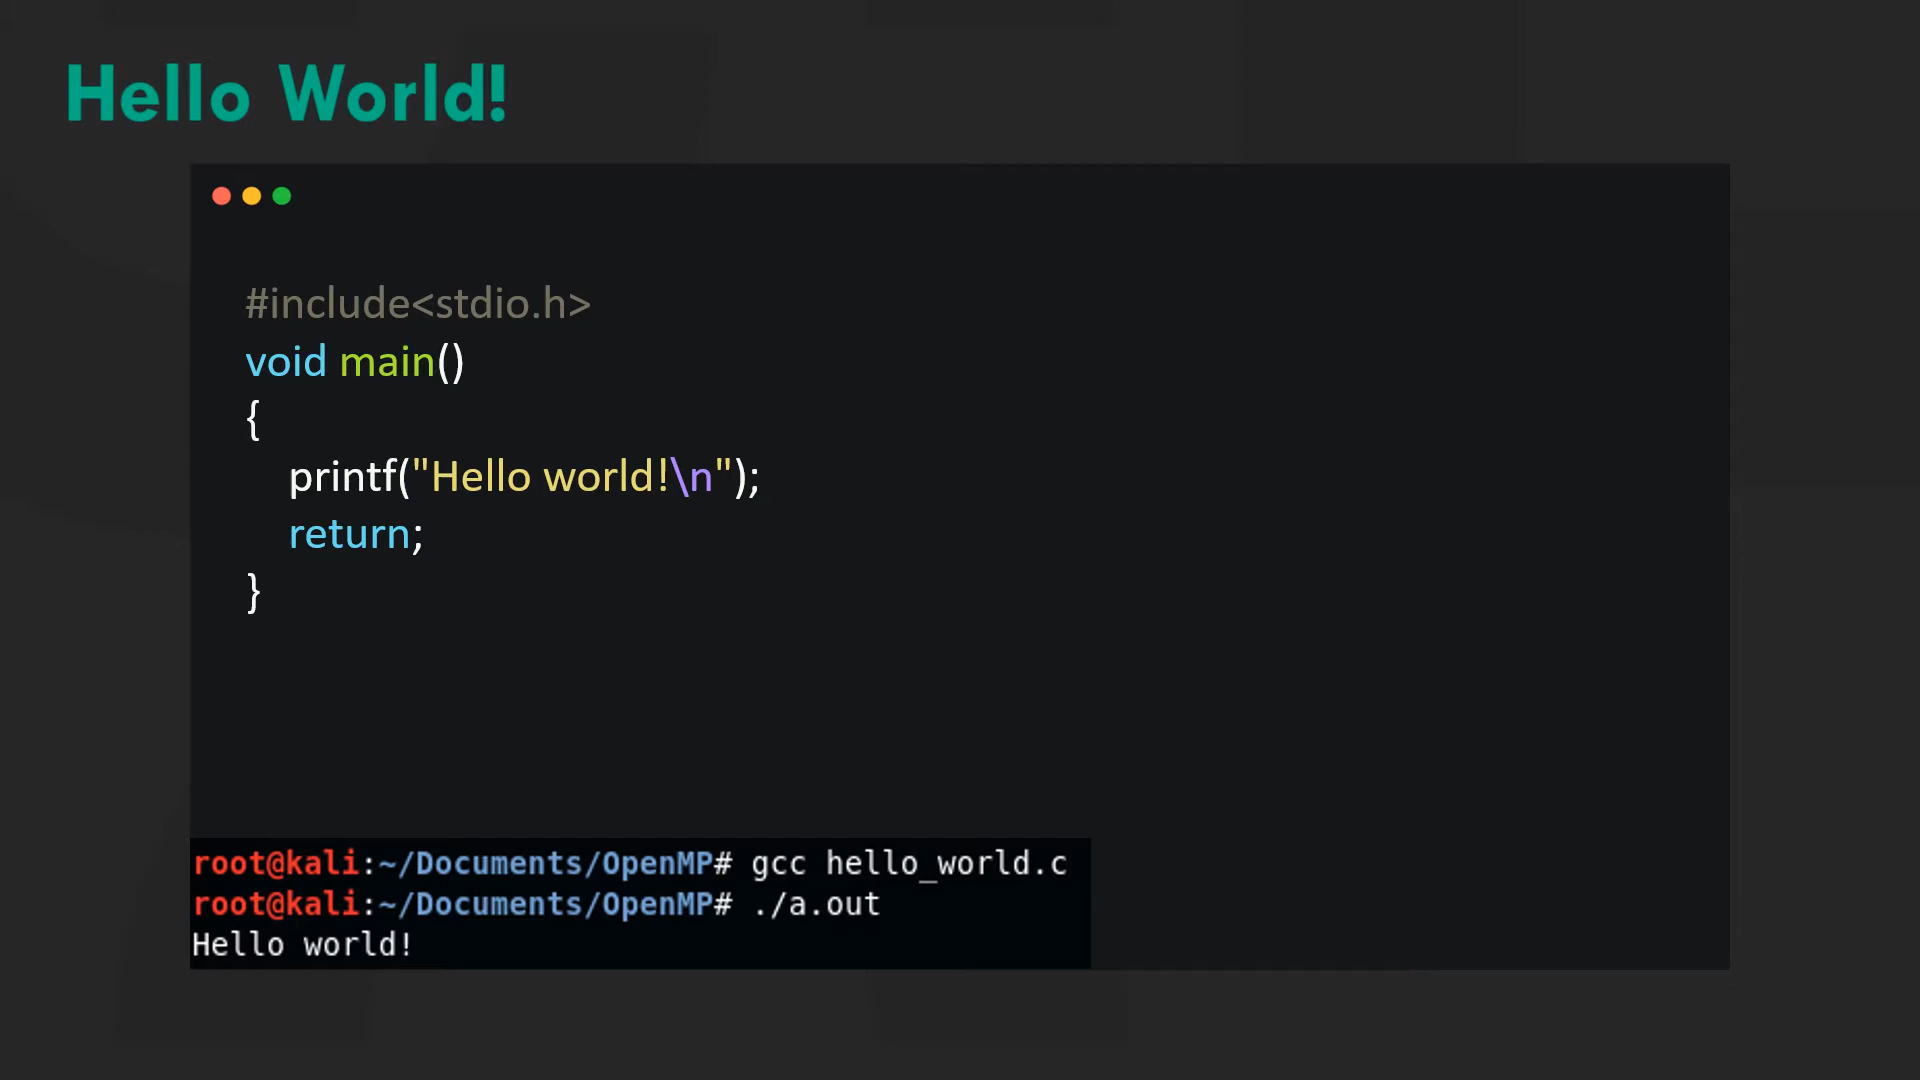 Hello World!
#include<stdio.h>
void main()
{
printf("Hello world!\n");
return;
}
root@kali:~/Documents/OpenMP# gcc hello_world.c
root@kali:~/Documents/OpenMP# ./a.out
Hello world!